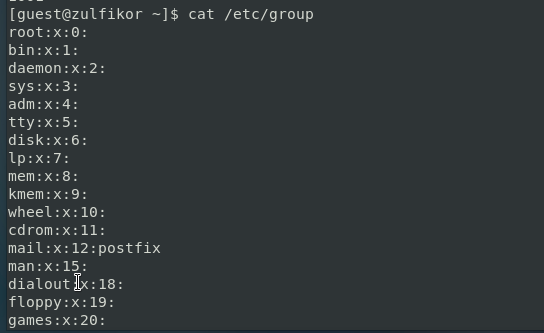 [guest@zulfikor ~]$ cat /etc/group
root:x:0:
bin:x:1:
daemon:x:2:
sys:x:3:
adm:x:4:
tty:x:5:
disk:x:6:
lp:x:7:
mem:x:8:
kmem:x:9:
wheel:x:10:
cdrom:x:11:
mail:x:12:postfix
man:x:15:
dialout:x:18:
floppy:x:19:
games:x:20: